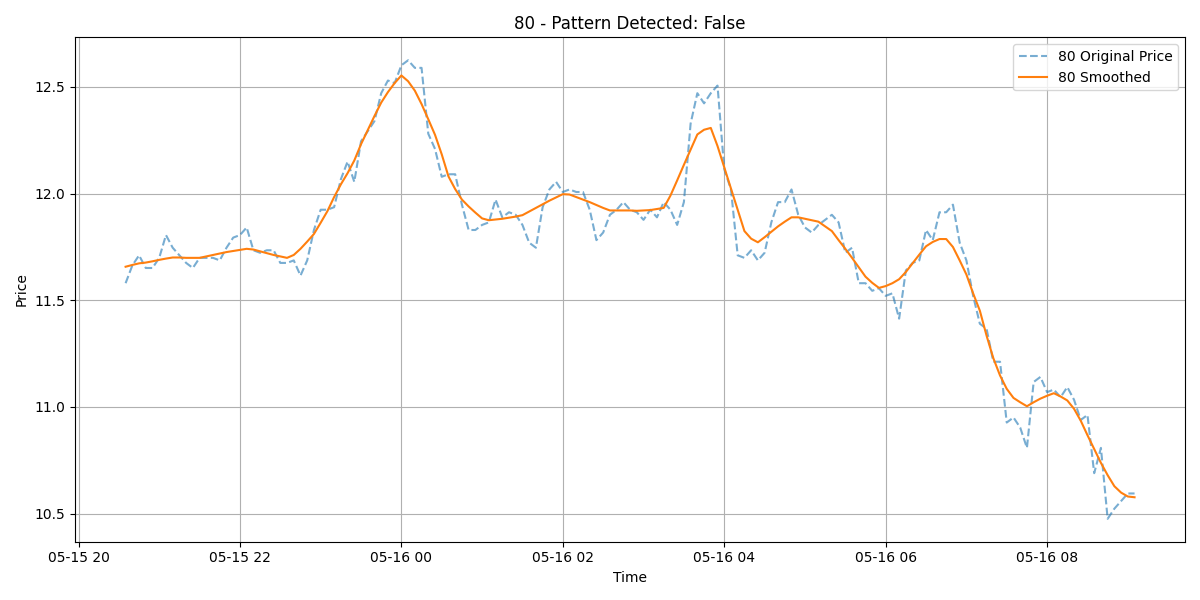 80 - Pattern Detected: False
80 Original Price
80 Smoothed
Price
12.5
12.0
11.5
11.0
10.5
05-15 20
05-15 22
05-16 00
05-16 02
05-16 04
05-16 06
05-16 08
Time